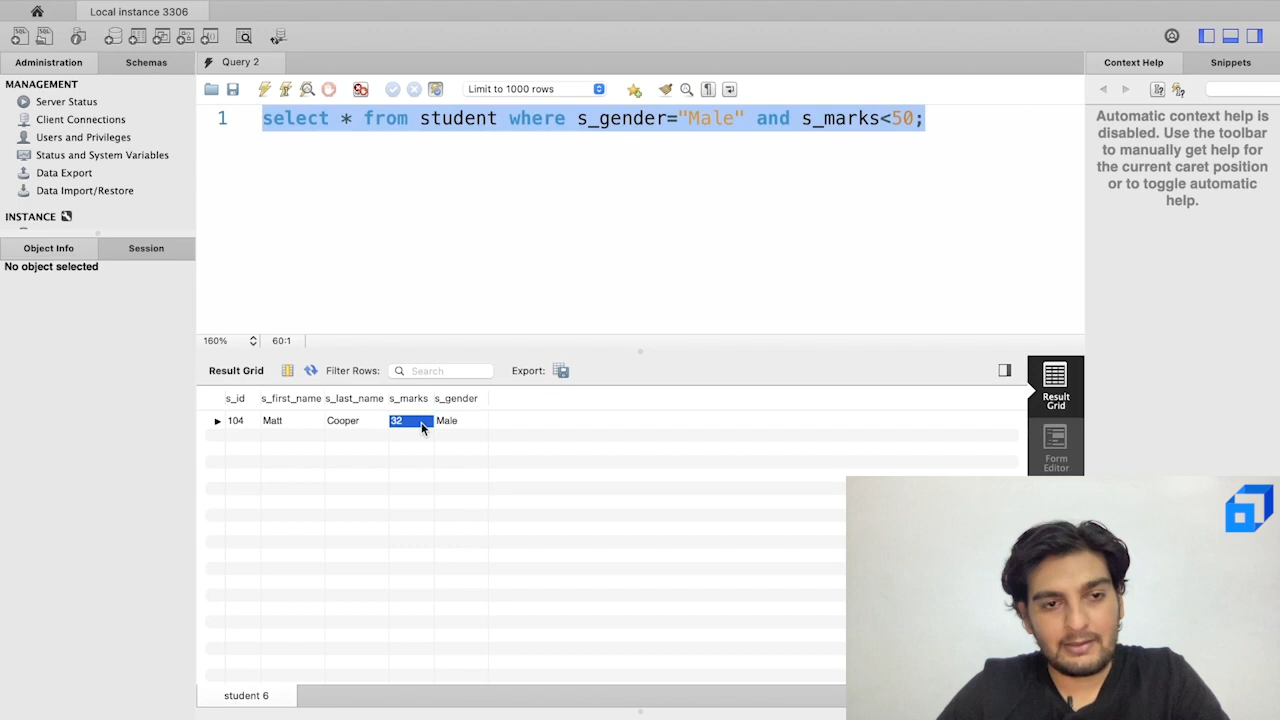 Local instance 3306
Administration
Schemas
Query 2
Context Help
Snippets
MANAGEMENT
Server Status
Client Connections
Users and Privileges
Status and System Variables
Data Export
Data Import/Restore
INSTANCE
Object Info
Session
No object selected
Limit to 1000 rows
1 select * from student where s_gender="Male" and s_marks<50;
160%
60:1
Result Grid
Filter Rows:
Search
Export:
s_id s_first_name s_last_name s_marks s_gender
104 Matt Cooper 32 Male
student 6
Result
Grid
Form
Editor
Automatic context help is
disabled. Use the toolbar
to manually get help for
the current caret position
or to toggle automatic
help.